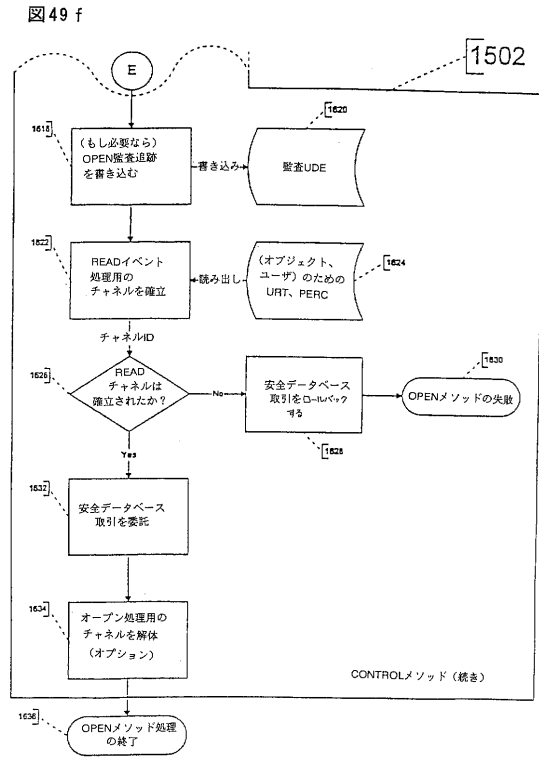 図49f
1502
E
1618
(もし必要なら)
OPEN監査追跡
を書き込む
書き込み
1620
監査UDE
1622
READイベント
処理用の
チャネルを確立
読み出し
(オブジェクト、
ユーザ)のための
URT、PERC
1624
チャネルID
1626
READ
チャネルは
確立されたか?
No
安全データベース
取引をロールバック
する
1628
1630
OPENメソッドの失敗
Yes
1632
安全データベース
取引を委託
1634
オープン処理用の
チャネルを解体
(オプション)
CONTROLメソッド(続き)
1636
OPENメソッド処理
の終了